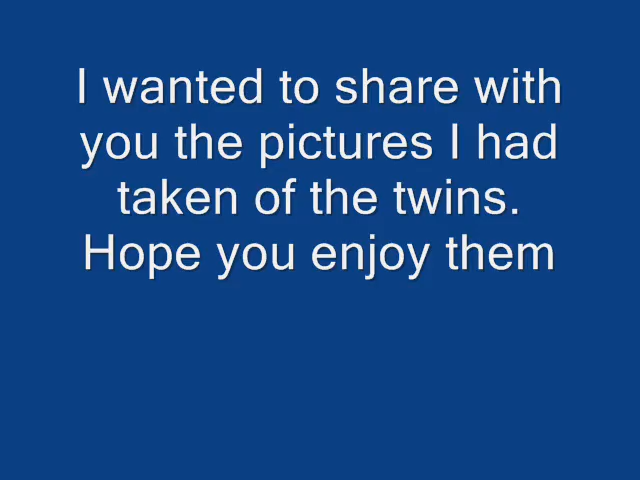 I wanted to share with
you the pictures I had
taken of the twins.
Hope you enjoy them